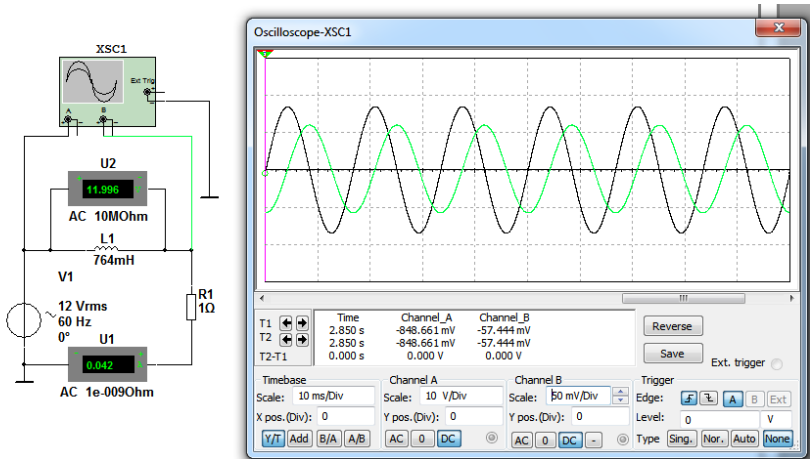 XSC1
Ext Trig
+
-
A
B
+ - + -
U2
+ 11.996 -
AC 10MOhm
L1
764mH
V1
12 Vrms
60 Hz
0°
R1
1Ω
U1
0.042
AC 1e-009Ohm
Oscilloscope-XSC1
Time Channel_A Channel_B
T1 2.850 s -848.661 mV -57.444 mV
T2 2.850 s -848.661 mV -57.444 mV
T2-T1 0.000 s 0.000 V 0.000 V
Reverse
Save
Ext. trigger
Timebase
Scale: 10 ms/Div
X pos.(Div): 0
Y/T Add B/A A/B
Channel A
Scale: 10 V/Div
Y pos.(Div): 0
AC 0 DC
Channel B
Scale: 50 mV/Div
Y pos.(Div): 0
AC 0 DC -
Trigger
Edge: A B Ext
Level: 0 V
Type Sing. Nor. Auto None